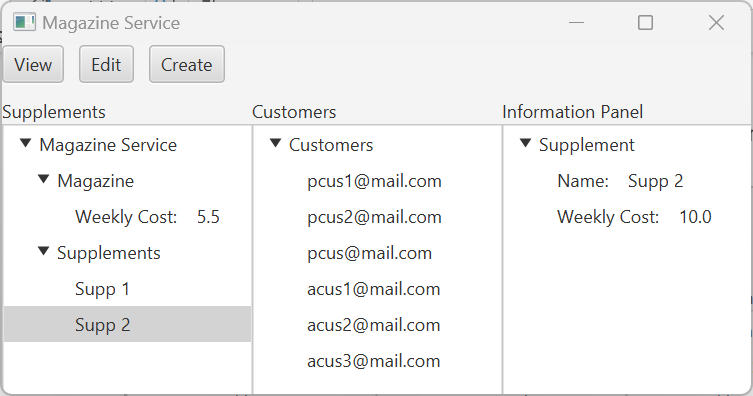 Magazine Service
View Edit Create
Supplements
Magazine Service
Magazine
Weekly Cost: 5.5
Supplements
Supp 1
Supp 2
Customers
Customers
pcus1@mail.com
pcus2@mail.com
pcus@mail.com
acus1@mail.com
acus2@mail.com
acus3@mail.com
Information Panel
Supplement
Name: Supp 2
Weekly Cost: 10.0